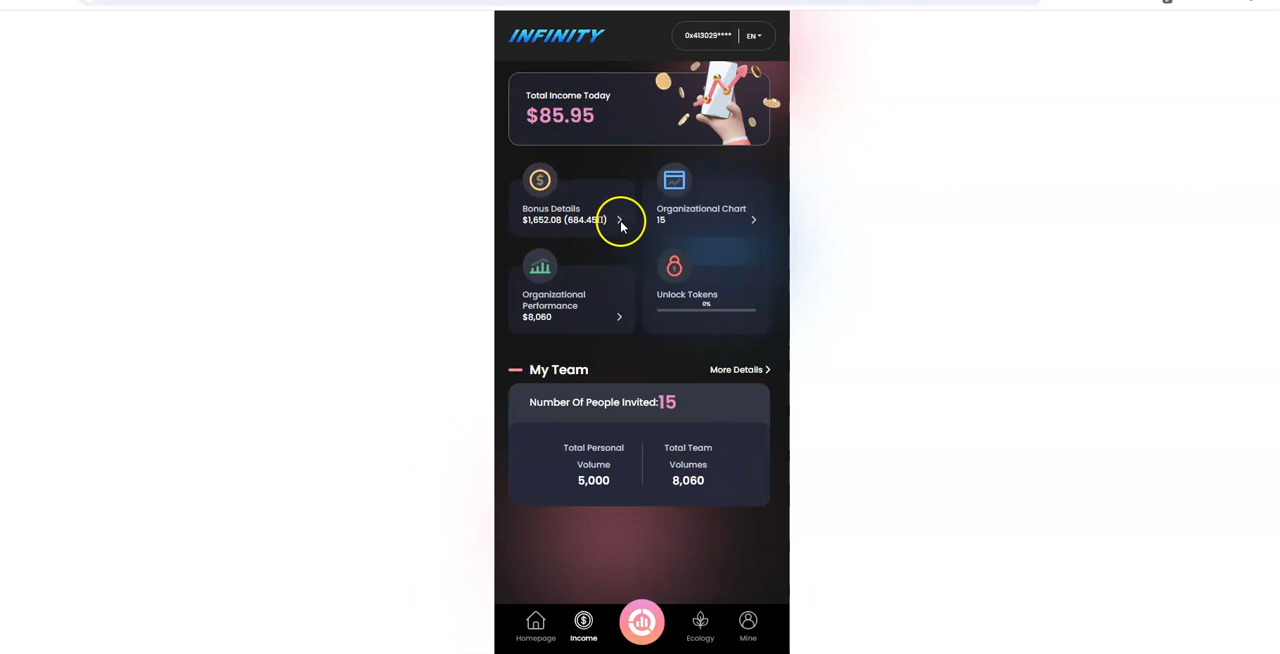 INFINITY
0x413029**** EN
Total Income Today
$85.95
Bonus Details
$1,652.08
Organizational Chart
15
Organizational
Performance
$8,060
Unlock Tokens
0%
My Team
More Details
Number Of People Invited:15
Total Personal
Volume
5,000
Total Team
Volumes
8,060
Homepage
Income
Ecology
Mine